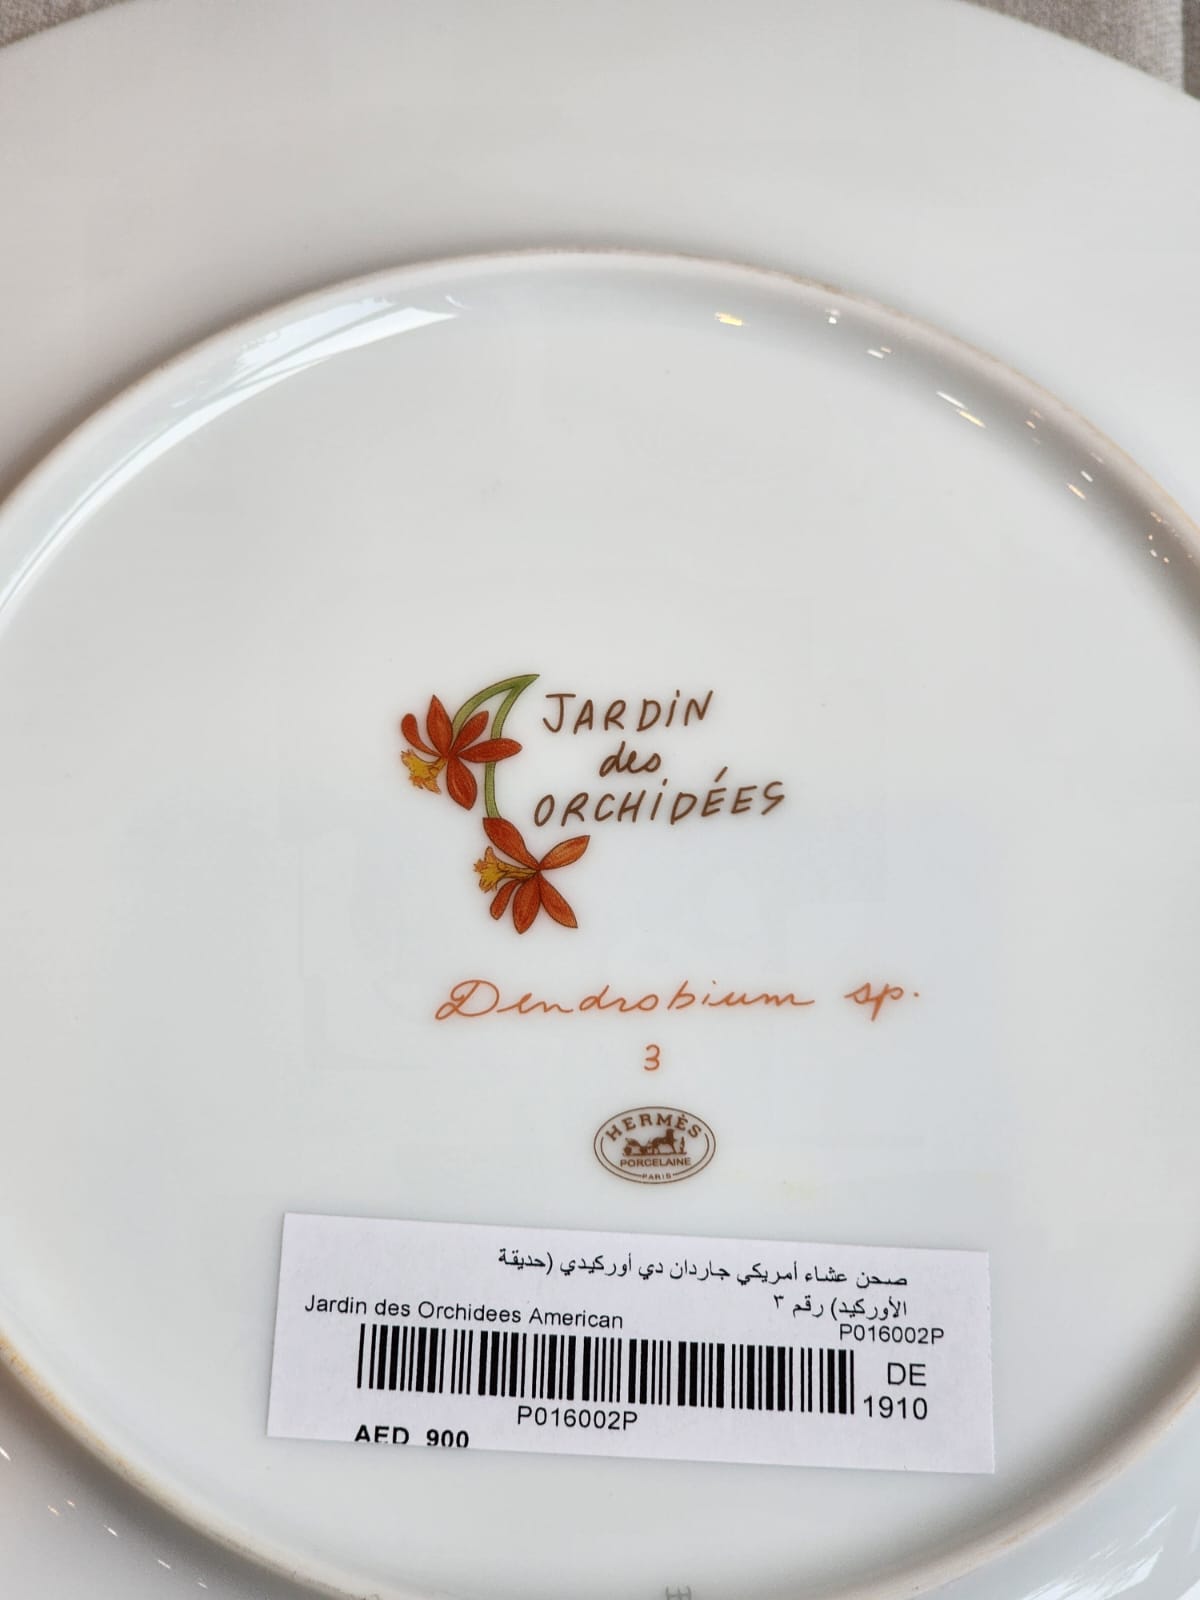 JARDiN
des
ORCHiDÉES
Dendrobium sp.
3
HERMÈS
PORCELAINE
PARIS
صحن عشاء أمريكي جاردان دي أوركيدي (حديقة
الأوركيد) رقم ٣
Jardin des Orchidees American
P016002P
DE
1910
P016002P
AED 900